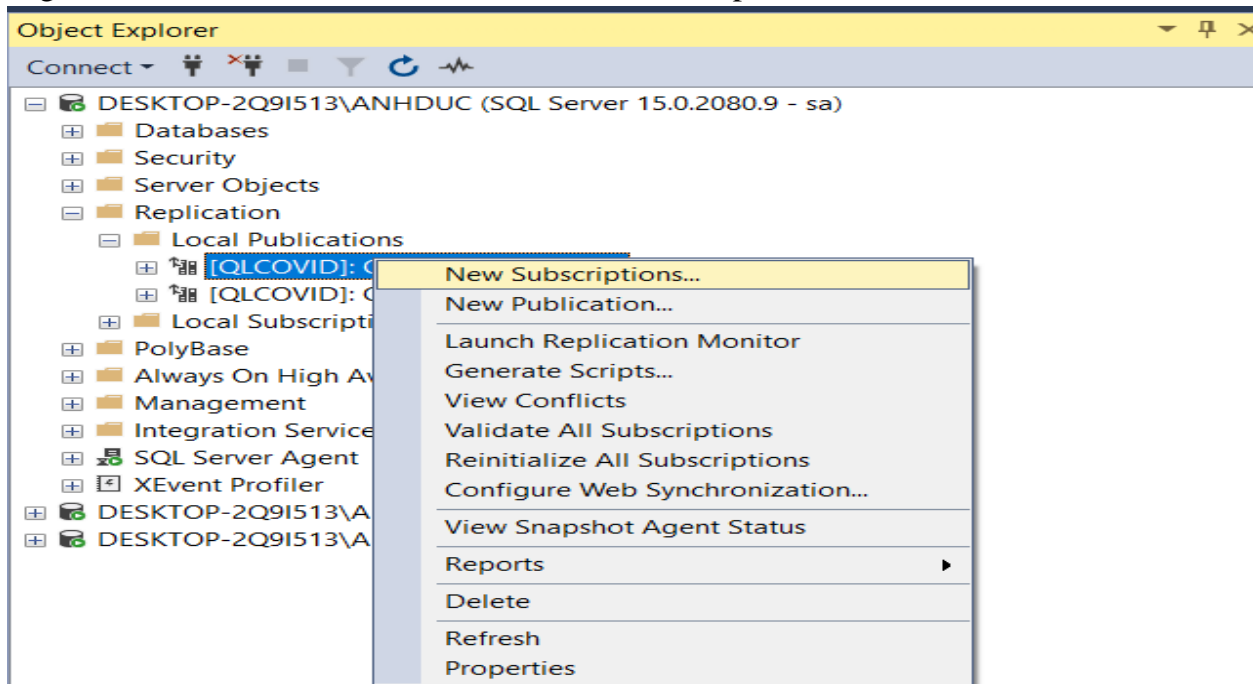 Object Explorer
Connect
DESKTOP-2Q9I513\ANHDUC (SQL Server 15.0.2080.9 - sa)
Databases
Security
Server Objects
Replication
Local Publications
[QLCOVID]:
[QLCOVID]:
Local Subscripti
PolyBase
Always On High Av
Management
Integration Service
SQL Server Agent
XEvent Profiler
DESKTOP-2Q9I513\A
DESKTOP-2Q9I513\A
New Subscriptions...
New Publication...
Launch Replication Monitor
Generate Scripts...
View Conflicts
Validate All Subscriptions
Reinitialize All Subscriptions
Configure Web Synchronization...
View Snapshot Agent Status
Reports
Delete
Refresh
Properties